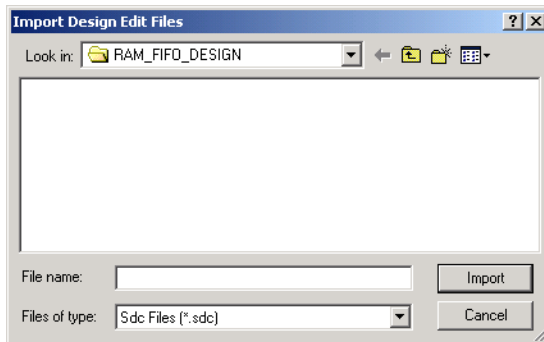 Import Design Edit Files
Look in: RAM_FIFO_DESIGN
File name:
Import
Files of type: Sdc Files (*.sdc)
Cancel